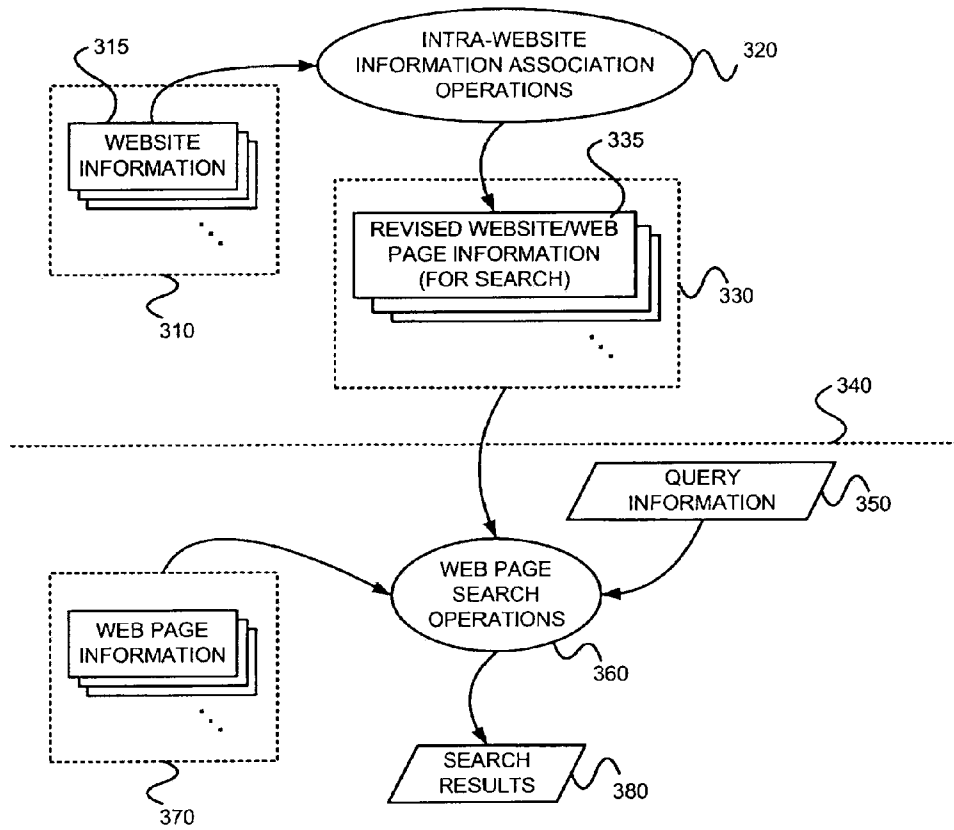 INTRA-WEBSITE
INFORMATION ASSOCIATION
OPERATIONS
320
315
WEBSITE
INFORMATION
310
335
REVISED WEBSITE/WEB
PAGE INFORMATION
(FOR SEARCH)
330
340
QUERY
INFORMATION
350
WEB PAGE
SEARCH
OPERATIONS
360
WEB PAGE
INFORMATION
370
SEARCH
RESULTS
380